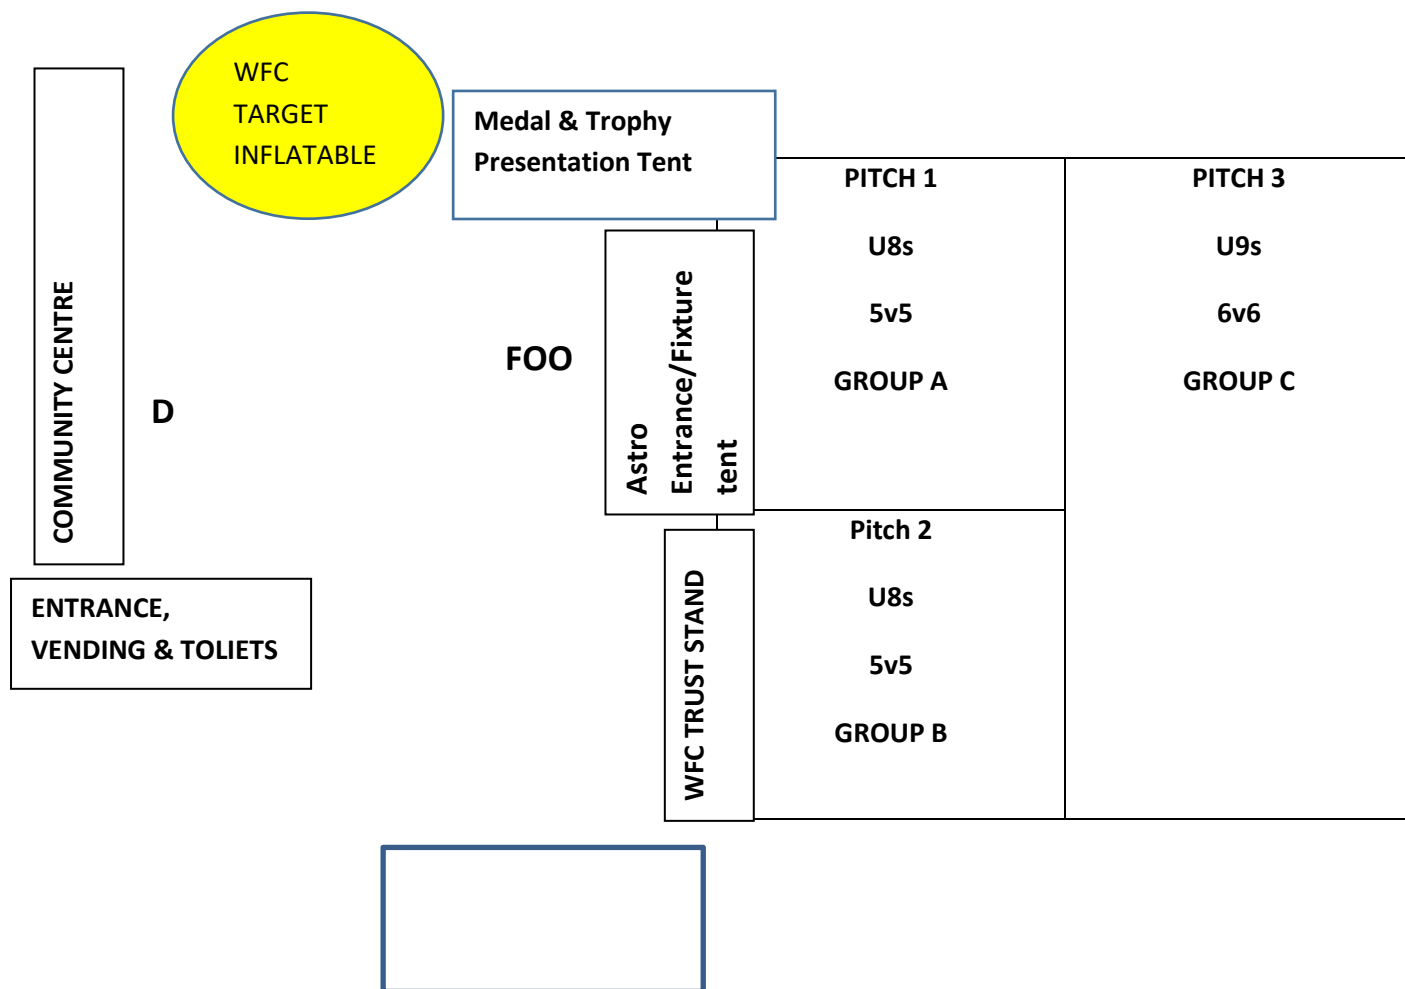 WFC
TARGET
INFLATABLE
Medal & Trophy
Presentation Tent
PITCH 1
U8s
5v5
GROUP A
PITCH 3
U9s
6v6
GROUP C
COMMUNITY CENTRE
FOO
D
Astro
Entrance/Fixture
tent
Pitch 2
U8s
5v5
GROUP B
WFC TRUST STAND
ENTRANCE,
VENDING & TOLIETS